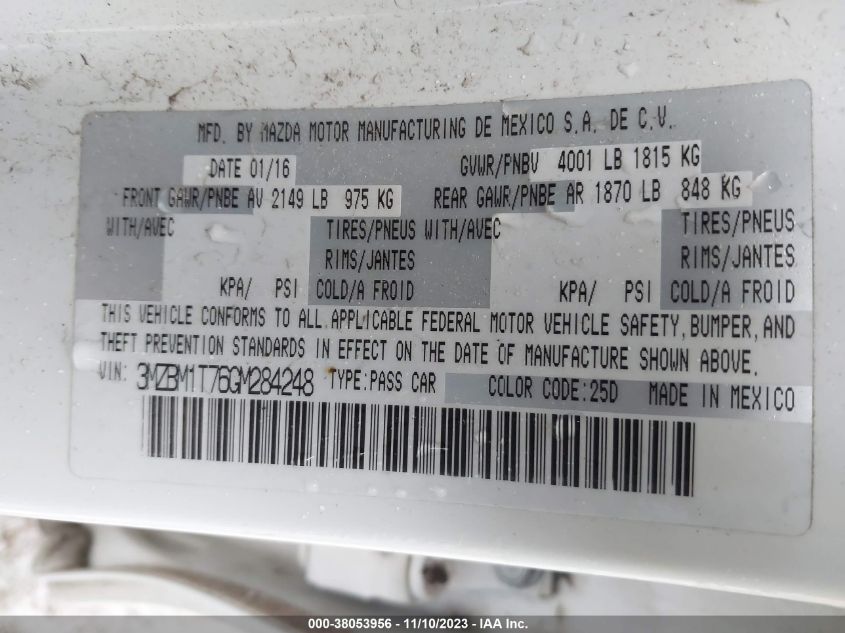 MFD. BY MAZDA MOTOR MANUFACTURING DE MEXICO S.A. DE C.V.
DATE 01/16 GVWR/PNBV 4001 LB 1815 KG
FRONT GAWR/PNBE AV 2149 LB 975 KG REAR GAWR/PNBE AR 1870 LB 848 KG
WITH/AVEC TIRES/PNEUS WITH/AVEC TIRES/PNEUS
RIMS/JANTES RIMS/JANTES
KPA/ PSI COLD/A FROID KPA/ PSI COLD/A FROID
THIS VEHICLE CONFORMS TO ALL APPLICABLE FEDERAL MOTOR VEHICLE SAFETY, BUMPER, AND
THEFT PREVENTION STANDARDS IN EFFECT ON THE DATE OF MANUFACTURE SHOWN ABOVE.
VIN: 3MZBM1T76GM284248 TYPE:PASS CAR COLOR CODE:25D MADE IN MEXICO
000-38053956 - 11/10/2023 - IAA Inc.